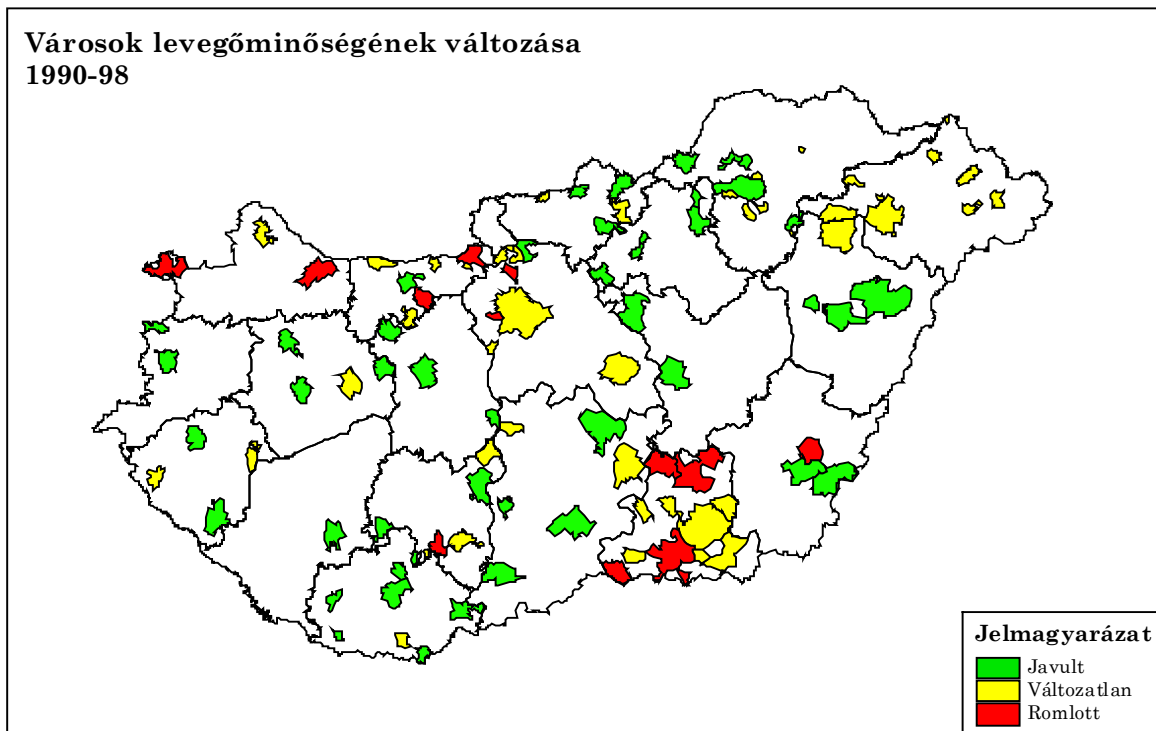 Városok levegőminőségének változása
1990-98
Jelmagyarázat
Javult
Változatlan
Romlott